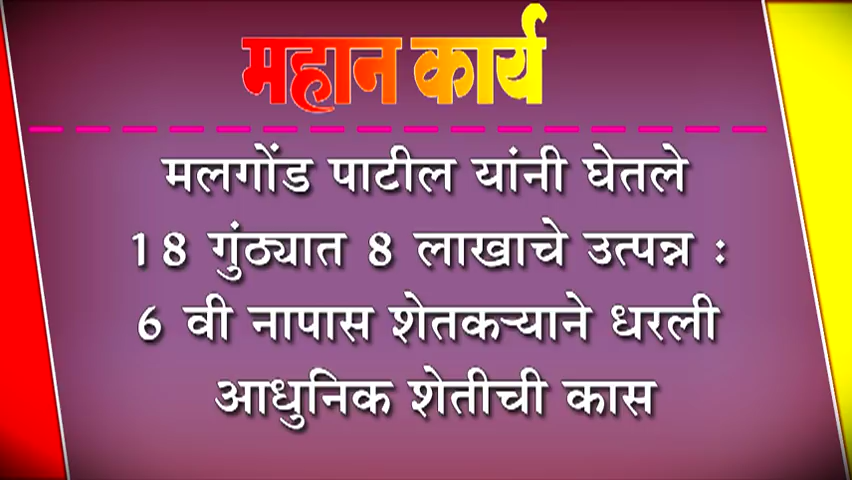 महान कार्य
मलगोंड पाटील यांनी घेतले
18 गुंठ्यात 8 लाखाचे उत्पन्न :
6 वी नापास शेतकऱ्याने धरली
आधुनिक शेतीची कास